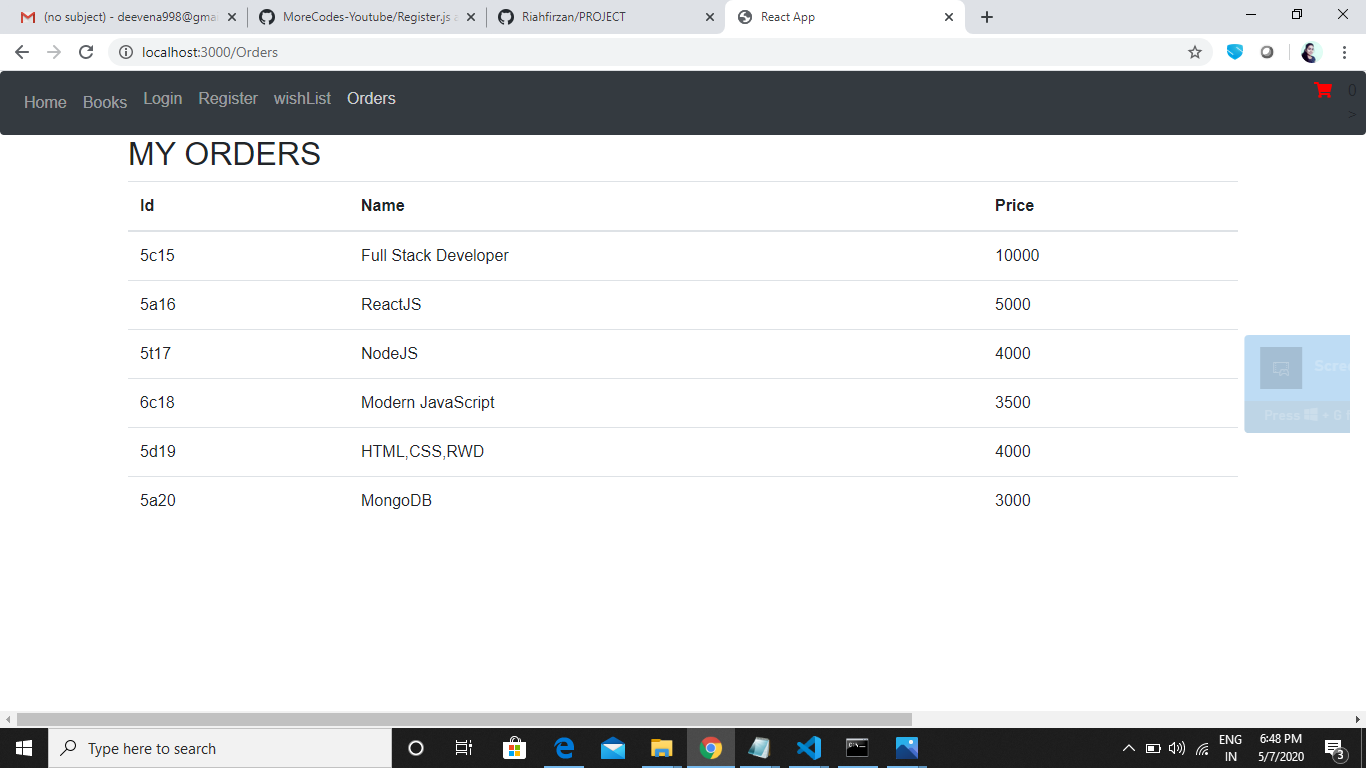 (no subject) - deevena998@gma
MoreCodes-Youtube/Register.js a
Riahfirzan/PROJECT
React App
localhost:3000/Orders
Home Books Login Register wishList Orders 0
>
MY ORDERS
Id Name Price
5c15 Full Stack Developer 10000
5a16 ReactJS 5000
5t17 NodeJS 4000
6c18 Modern JavaScript 3500
5d19 HTML,CSS,RWD 4000
5a20 MongoDB 3000
Scree
Press + G t
Type here to search
ENG
IN
6:48 PM
5/7/2020
3